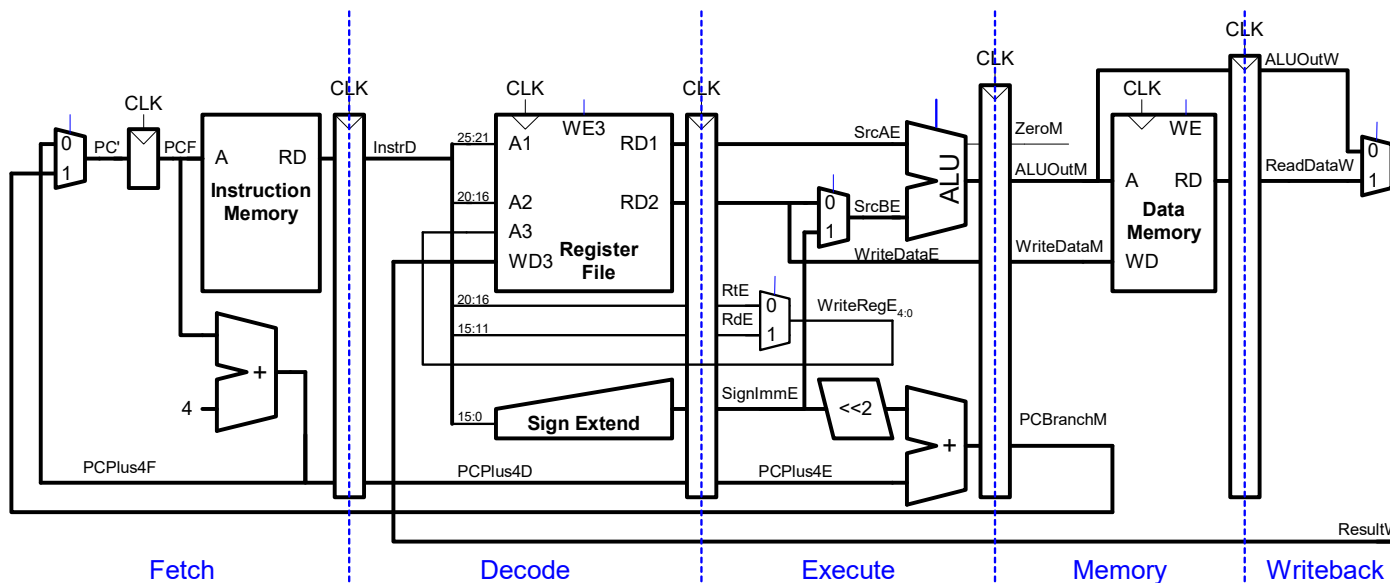 CLK
CLK
ALUOutW
CLK
CLK
CLK
CLK
CLK
CLK
0
1
PC'
PCF
A
RD
Instruction
Memory
InstrD
25:21
A1
WE3
RD1
SrcAE
ALU
ZeroM
ALUOutM
WE
0
1
ReadDataW
20:16
A2
RD2
0
1
SrcBE
A
RD
Data
Memory
A3
WD3
Register
File
WriteDataE
WriteDataM
WD
20:16
RtE
0
WriteRegE4:0
15:11
RdE
1
+
4
15:0
Sign Extend
SignImmE
<<2
+
PCBranchM
PCPlus4F
PCPlus4D
PCPlus4E
Fetch
Decode
Execute
Memory
Writeback